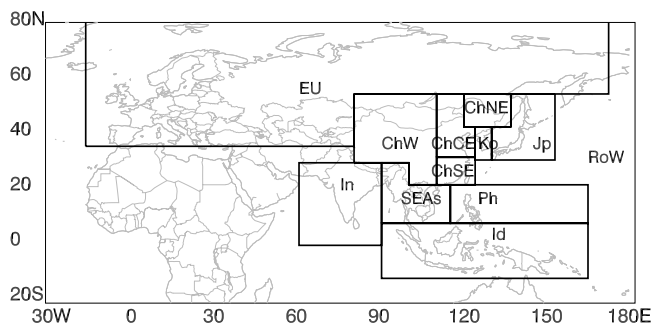 80N
60
EU
ChNE
40
ChW
ChCE
Ko
Jp
RoW
ChSE
20
In
SEAs
Ph
Id
0
20S
30W
0
30
60
90
120
150
180E